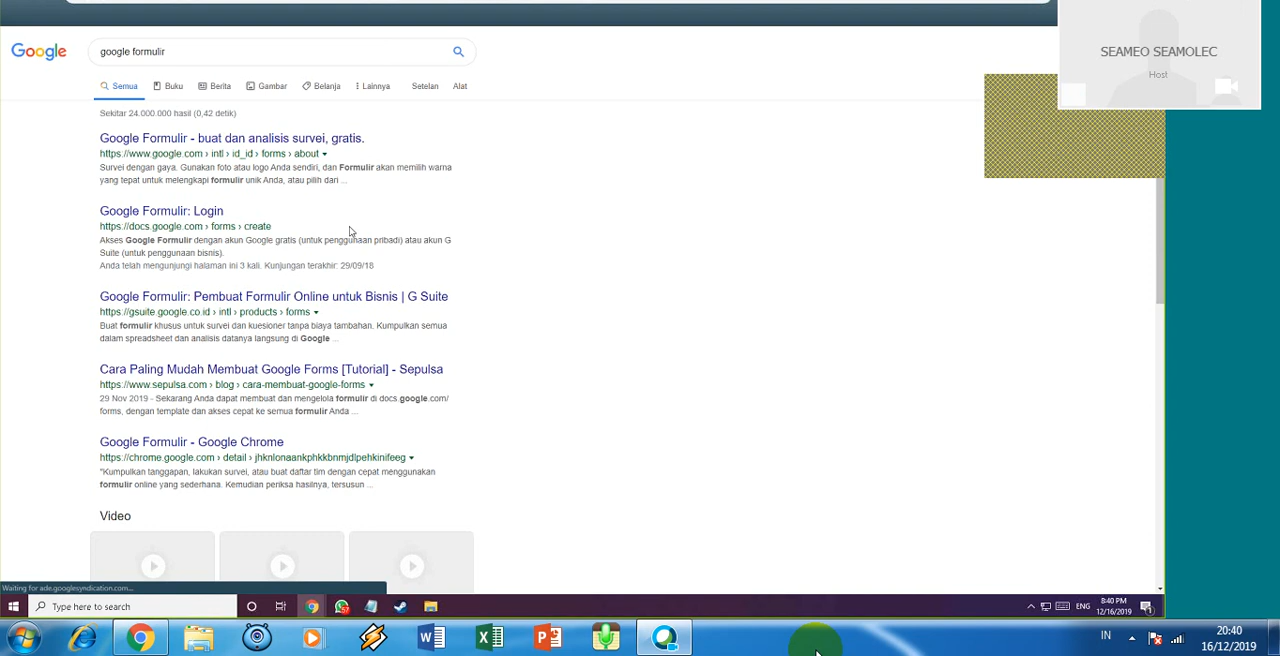 SEAMEO SEAMOLEC
Host
Google
google formulir
Semua Buku Berita Gambar Belanja Lainnya Setelan Alat
Sekitar 24.000.000 hasil (0,42 detik)
Google Formulir - buat dan analisis survei, gratis.
https://www.google.com › intl › id_id › forms › about
Survei dengan gaya. Gunakan foto atau logo Anda sendiri, dan Formulir akan memilih warna
yang tepat untuk melengkapi formulir unik Anda, atau pilih dari ...
Google Formulir: Login
https://docs.google.com › forms › create
Akses Google Formulir dengan akun Google gratis (untuk penggunaan pribadi) atau akun G
Suite (untuk penggunaan bisnis).
Anda telah mengunjungi halaman ini 3 kali. Kunjungan terakhir: 29/09/18
Google Formulir: Pembuat Formulir Online untuk Bisnis | G Suite
https://gsuite.google.co.id › intl › products › forms
Buat formulir khusus untuk survei dan kuesioner tanpa biaya tambahan. Kumpulkan semua
dalam spreadsheet dan analisis datanya langsung di Google ...
Cara Paling Mudah Membuat Google Forms [Tutorial] - Sepulsa
https://www.sepulsa.com › blog › cara-membuat-google-forms
29 Nov 2019 - Sekarang Anda dapat membuat dan mengelola formulir di docs.google.com/
forms, dengan template dan akses cepat ke semua formulir Anda ...
Google Formulir - Google Chrome
https://chrome.google.com › detail › jhknlonaankphkkbnmjdlpehkinifeeg
"Kumpulkan tanggapan, lakukan survei, atau buat daftar tim dengan cepat menggunakan
formulir online yang sederhana. Kemudian periksa hasilnya, tersusun ...
Video
Waiting for ade.googlesyndication.com...
Type here to search
ENG
8:40 PM
12/16/2019
IN
20:40
16/12/2019